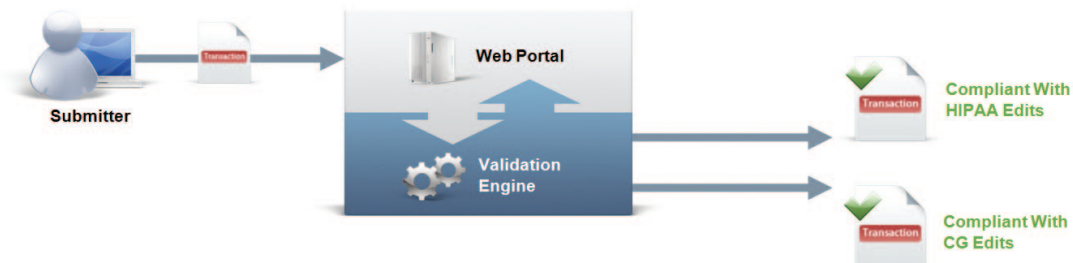 Transaction
Web Portal
Submitter
Validation
Engine
Transaction
Compliant With
HIPAA Edits
Transaction
Compliant With
CG Edits